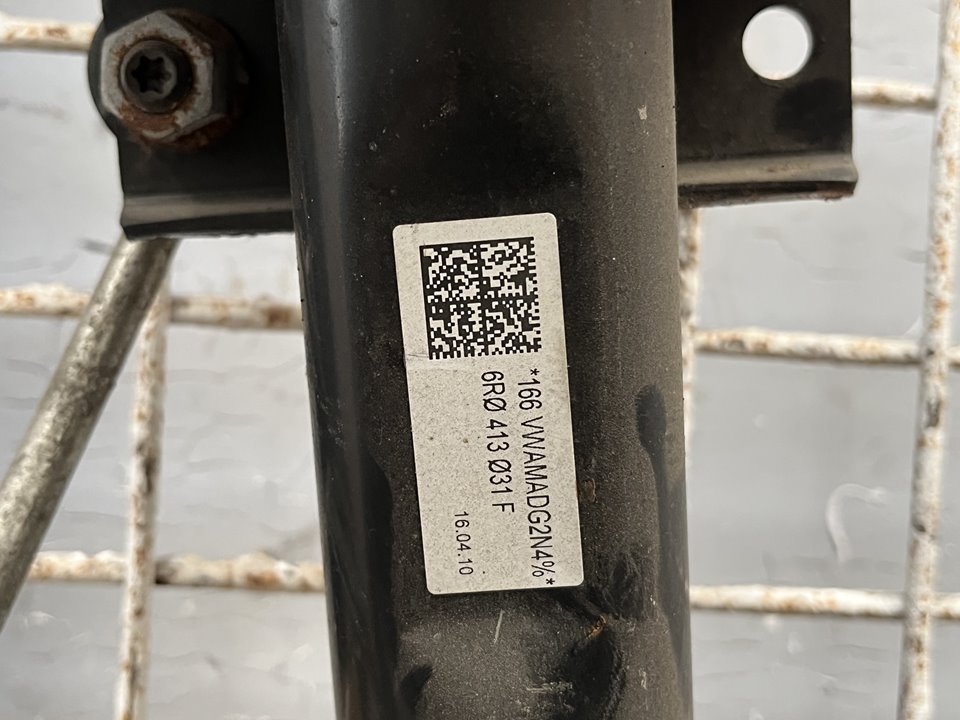 *166 VWAMADG2N4%*
6RØ 413 Ø31 F
16.04.10